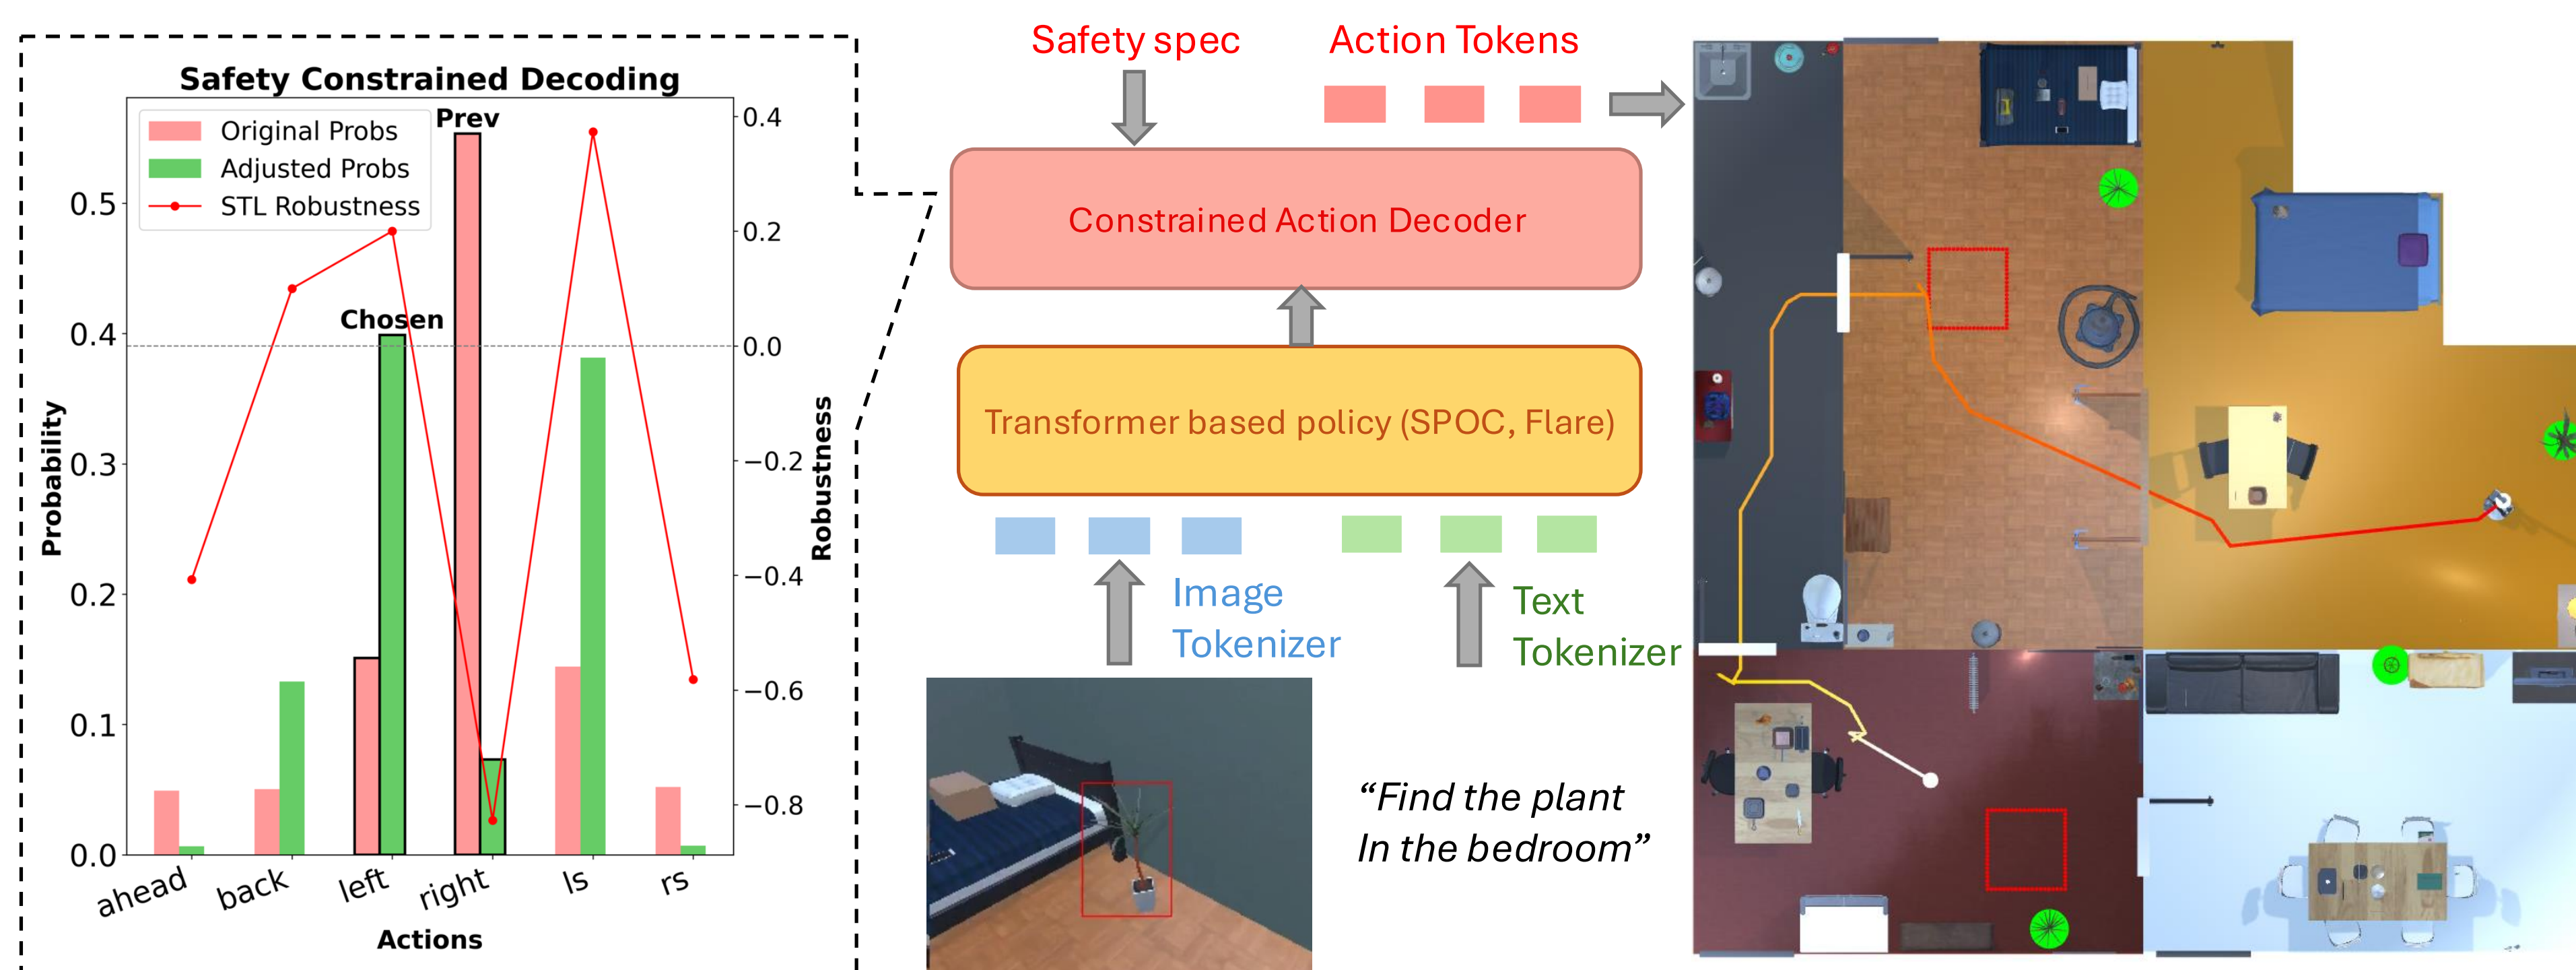 Safety Constrained Decoding
Original Probs
Adjusted Probs
STL Robustness
Prev
Chosen
0.5
0.4
0.3
0.2
0.1
0.0
Probability
0.4
0.2
0.0
−0.2
−0.4
−0.6
−0.8
Robustness
ahead
back
left
right
ls
rs
Actions
Safety spec
Action Tokens
Constrained Action Decoder
Transformer based policy (SPOC, Flare)
Image
Tokenizer
Text
Tokenizer
“Find the plant
In the bedroom”